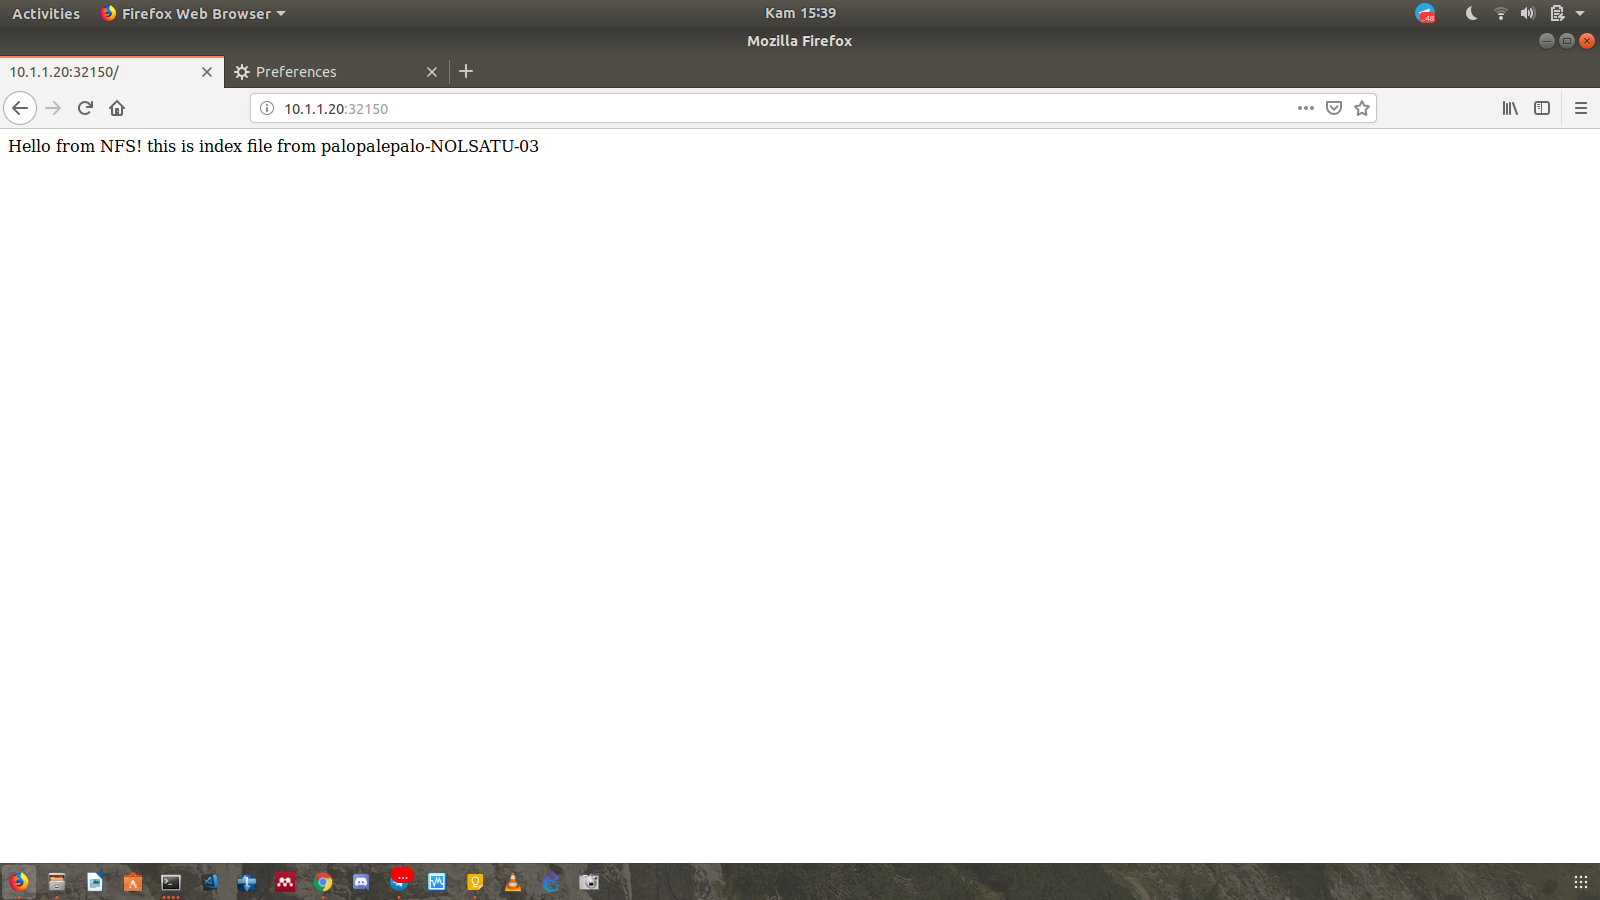 Activities Firefox Web Browser Kam 15:39 48
Mozilla Firefox
10.1.1.20:32150/ Preferences
10.1.1.20:32150
Hello from NFS! this is index file from palopalepalo-NOLSATU-03